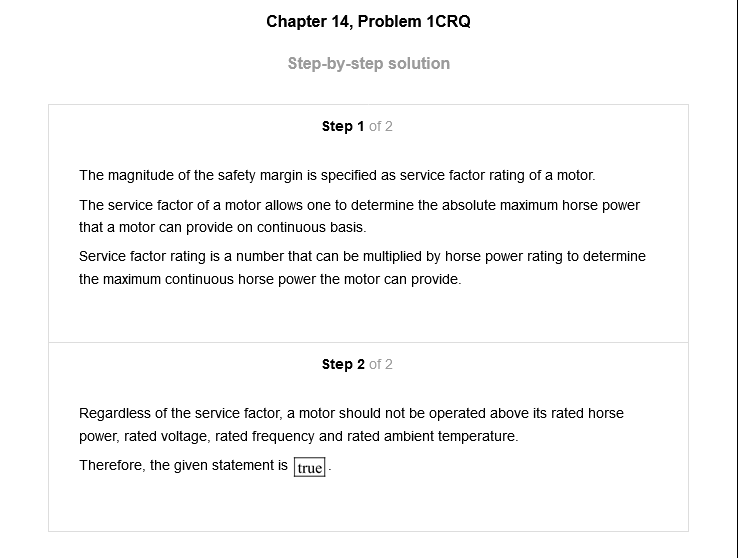 Chapter 14, Problem 1CRQ
Step-by-step solution
Step 1 of 2
The magnitude of the safety margin is specified as service factor rating of a motor.
The service factor of a motor allows one to determine the absolute maximum horse power
that a motor can provide on continuous basis.
Service factor rating is a number that can be multiplied by horse power rating to determine
the maximum continuous horse power the motor can provide.
Step 2 of 2
Regardless of the service factor, a motor should not be operated above its rated horse
power, rated voltage, rated frequency and rated ambient temperature.
Therefore, the given statement is true.